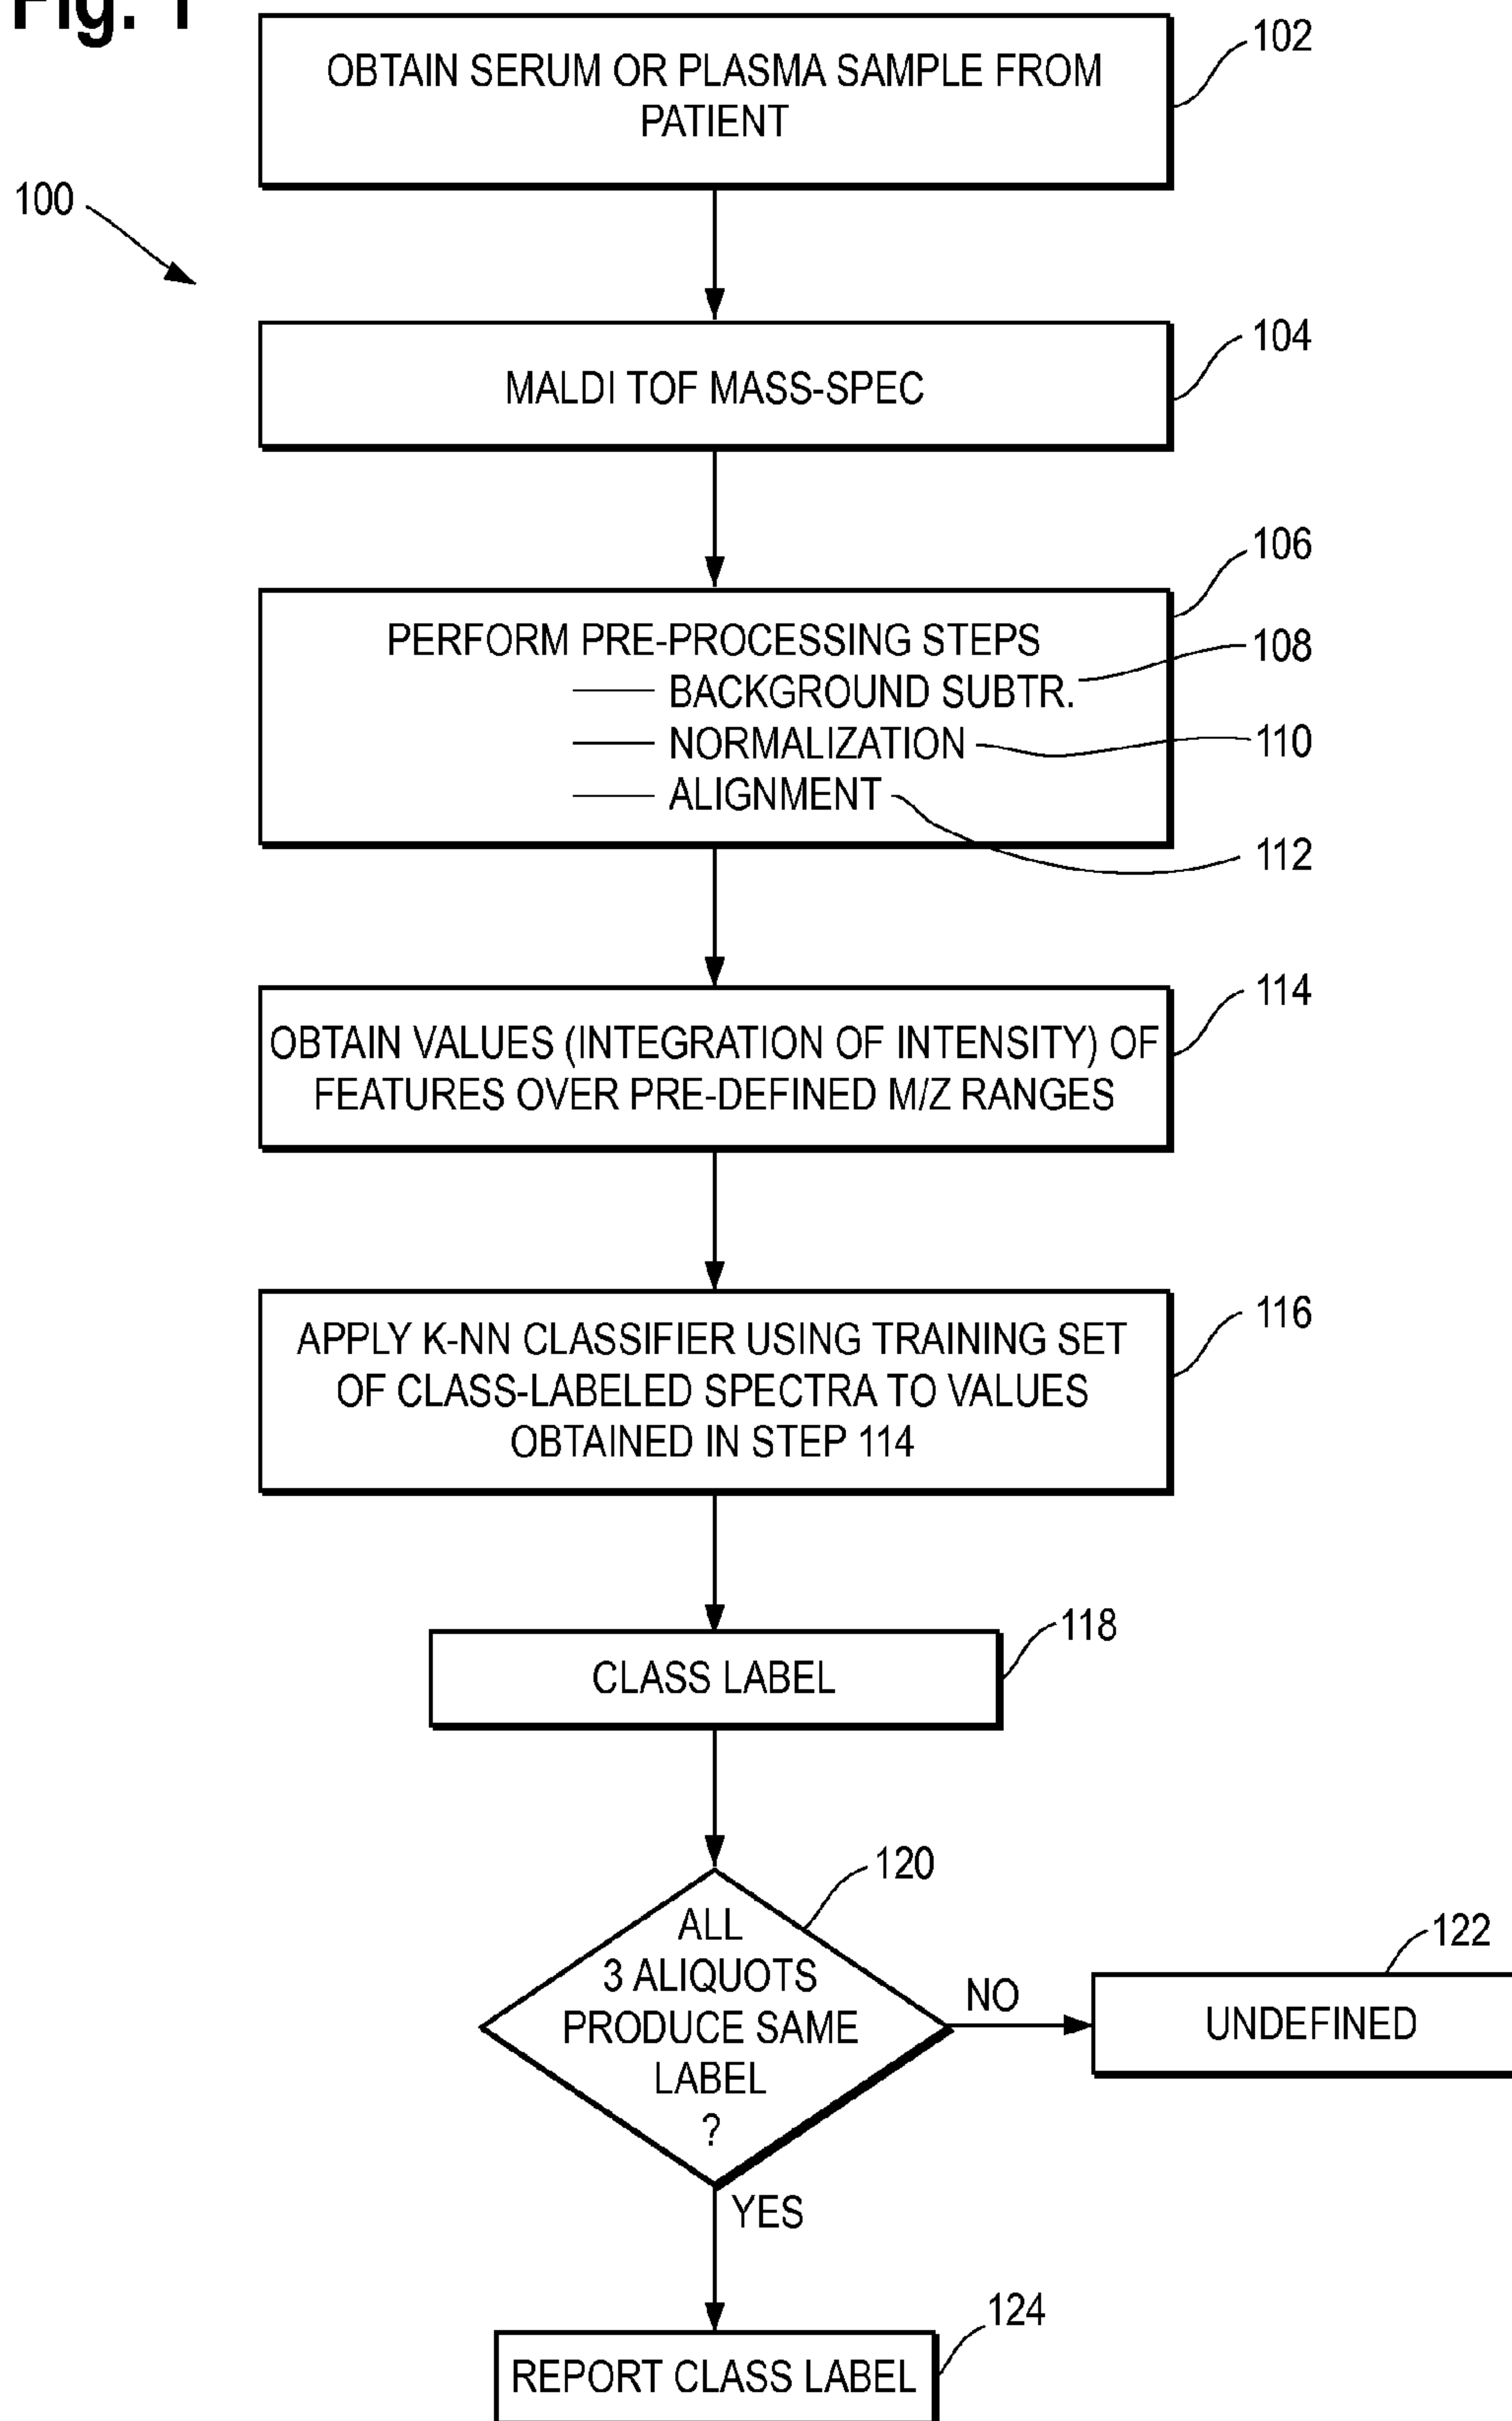 Fig. 1
OBTAIN SERUM OR PLASMA SAMPLE FROM
PATIENT
102
100
MALDI TOF MASS-SPEC
104
106
PERFORM PRE-PROCESSING STEPS
BACKGROUND SUBTR.
108
NORMALIZATION
110
ALIGNMENT
112
114
OBTAIN VALUES (INTEGRATION OF INTENSITY) OF
FEATURES OVER PRE-DEFINED M/Z RANGES
116
APPLY K-NN CLASSIFIER USING TRAINING SET
OF CLASS-LABELED SPECTRA TO VALUES
OBTAINED IN STEP 114
118
CLASS LABEL
120
ALL
3 ALIQUOTS
PRODUCE SAME
LABEL
?
NO
122
UNDEFINED
YES
124
REPORT CLASS LABEL